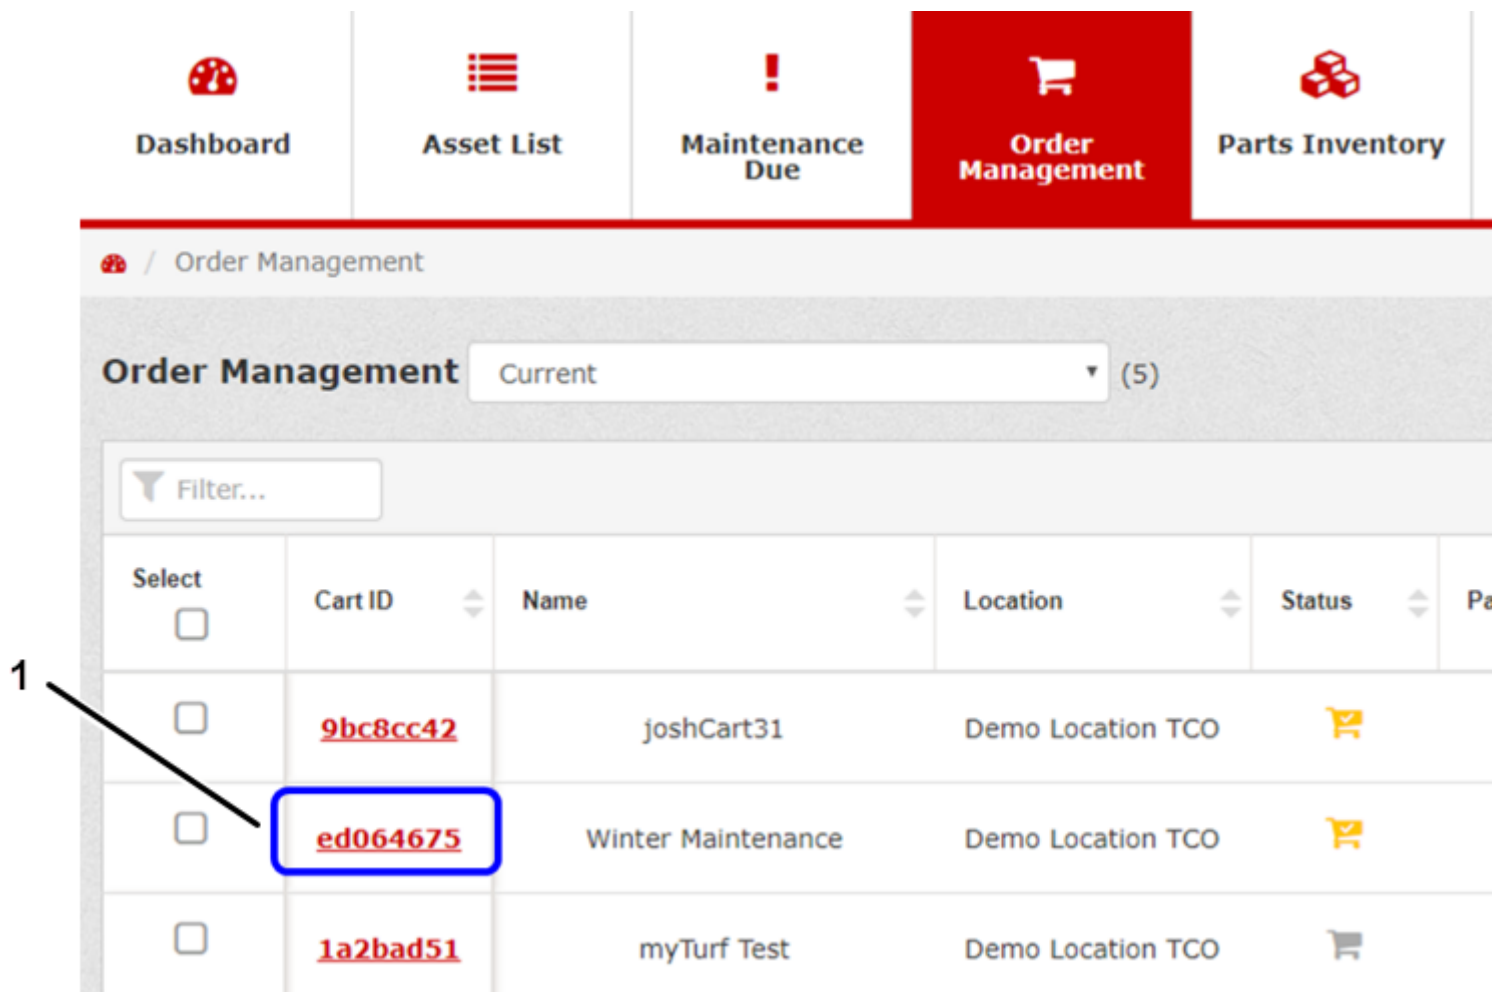 Dashboard
Asset List
Maintenance
Due
Order
Management
Parts Inventory
/ Order Management
Order Management Current (5)
Filter...
Select
Cart ID
Name
Location
Status
Pa
1
9bc8cc42 joshCart31 Demo Location TCO
ed064675 Winter Maintenance Demo Location TCO
1a2bad51 myTurf Test Demo Location TCO